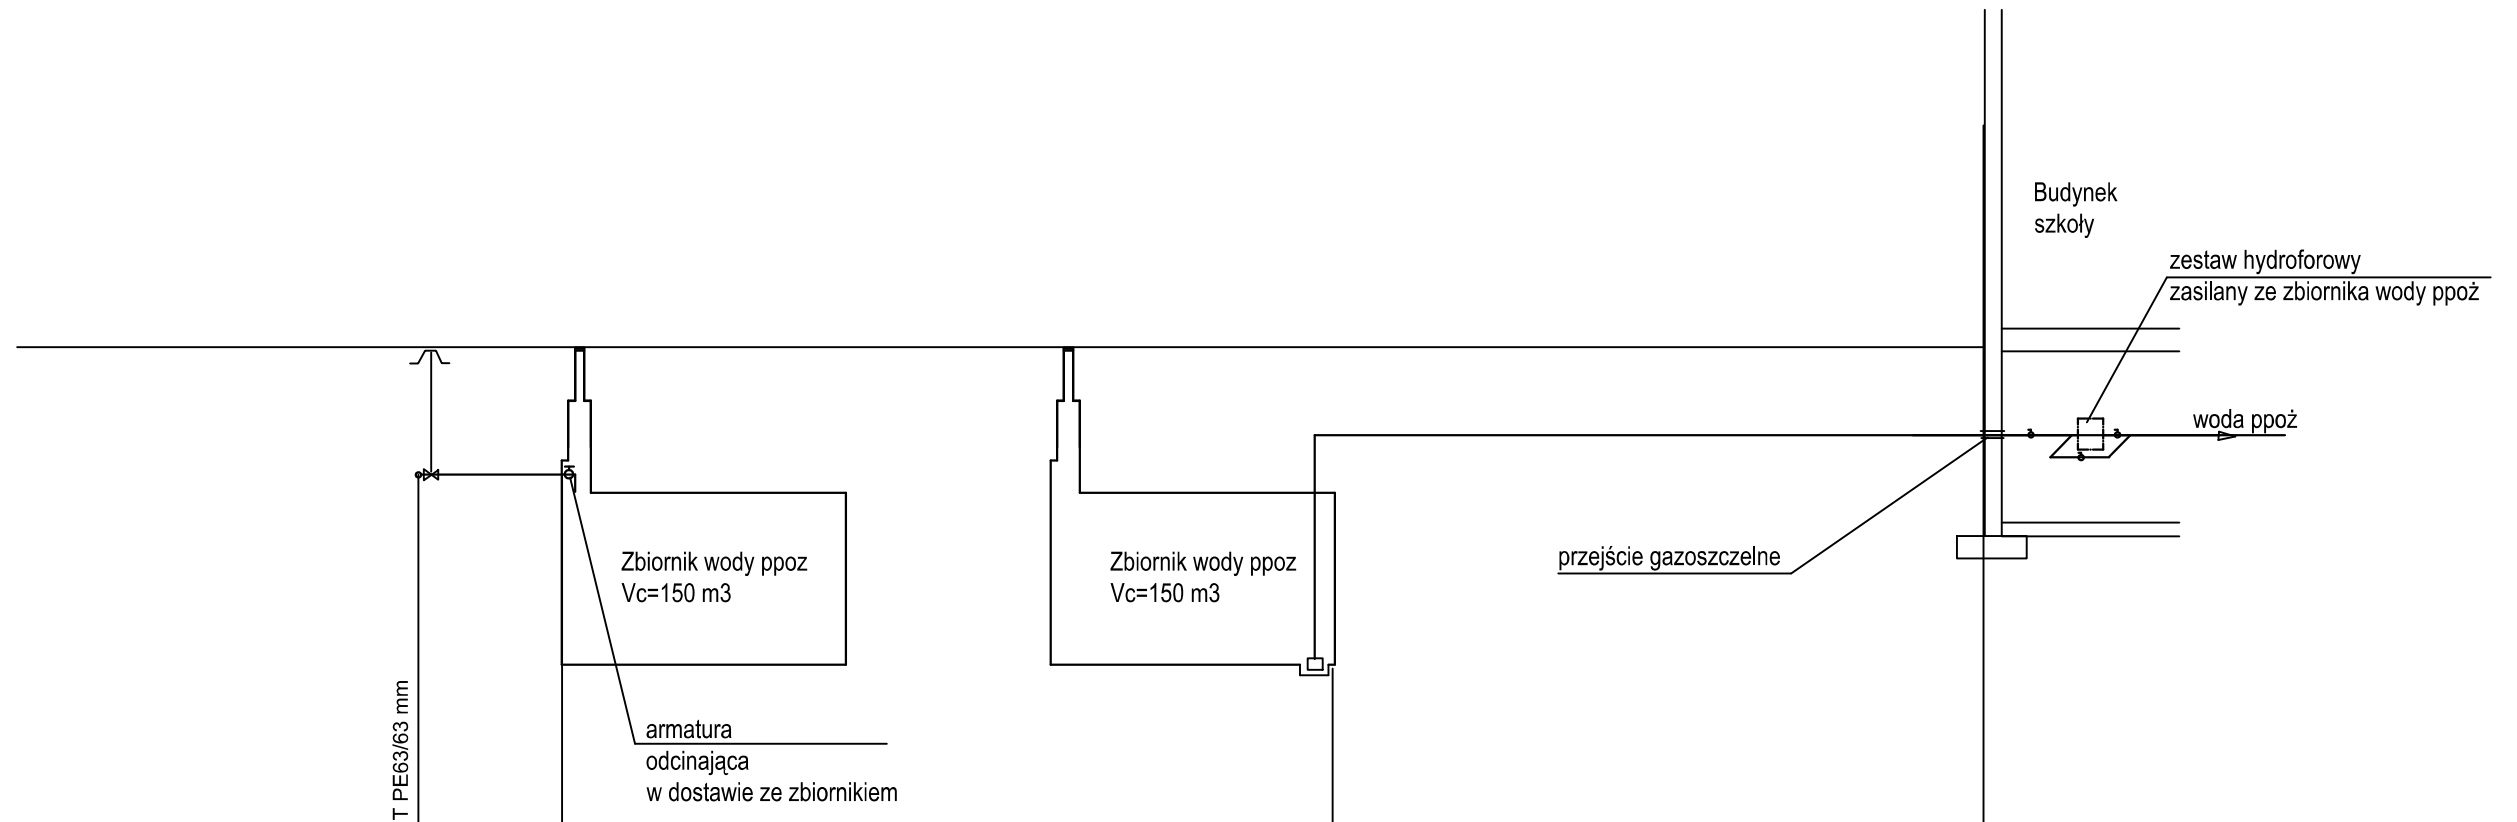 Budynek
szkoły
zestaw hydroforowy
zasilany ze zbiornika wody ppoż
woda ppoż
Zbiornik wody ppoz
Vc=150 m3
Zbiornik wody ppoz
Vc=150 m3
przejście gazoszczelne
armatura
odcinająca
w dostawie ze zbiornikiem
T PE63/63 mm